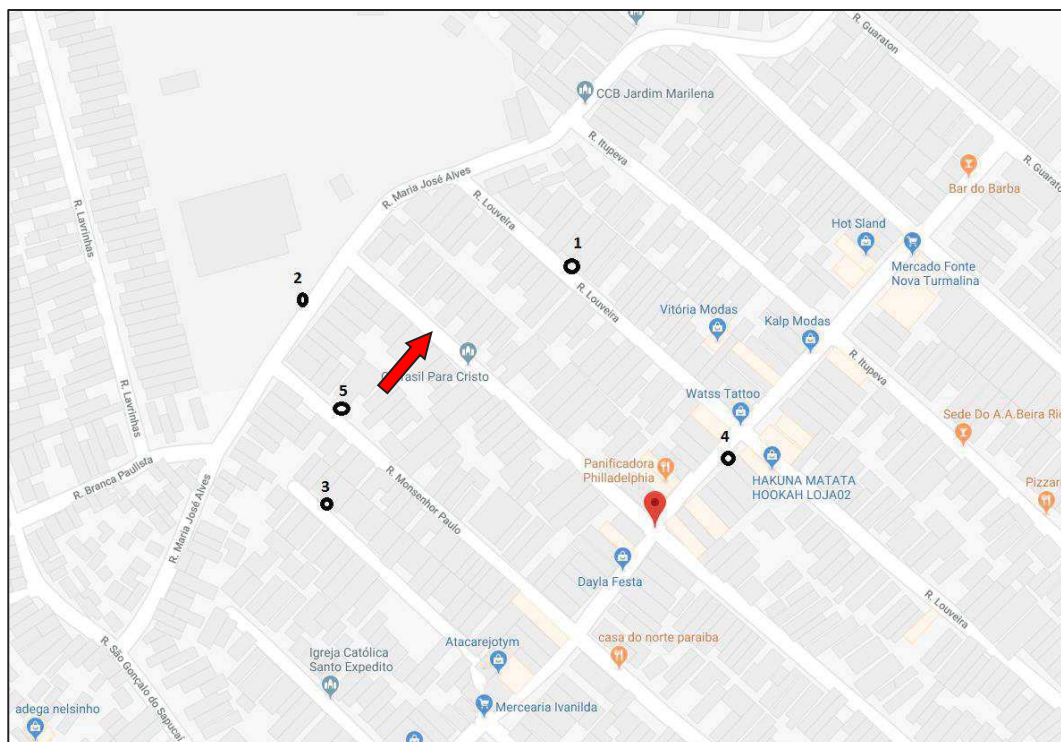 R. Guaraton
CCB Jardim Marilena
R. Itupeva
R. Guaraton
Bar do Barba
R. Maria José Alves
R. Lavrinhas
R. Louveira
Hot Sland
1
Mercado Fonte
Nova Turmalina
2
R. Louveira
Vitória Modas
Kalp Modas
R. Itupeva
rasil Para Cristo
5
Watss Tattoo
R. Lavrinhas
Sede Do A.A.Beira Rio
4
Panificadora
Philladelphia
HAKUNA MATATA
HOOKAH LOJA02
Pizzar
R. Branca Paulista
3
R. Monsenhor Paulo
R. Maria José Alves
Dayla Festa
R. Louveira
casa do norte paraiba
Atacarejotym
Igreja Católica
Santo Expedito
R. São Gonçalo do Sapucaí
Mercearia Ivanilda
adega nelsinho